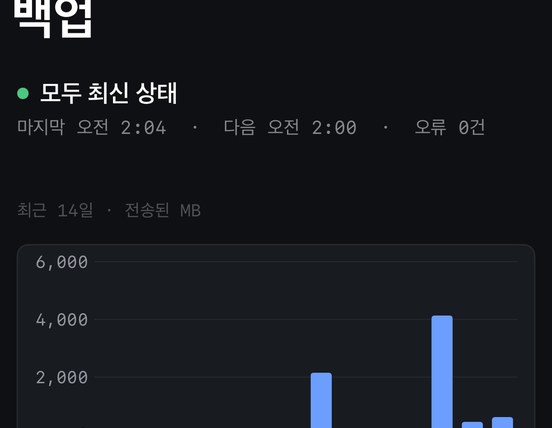 백업
모두 최신 상태
마지막 오전 2:04 · 다음 오전 2:00 · 오류 0건
최근 14일 · 전송된 MB
6,000
4,000
2,000